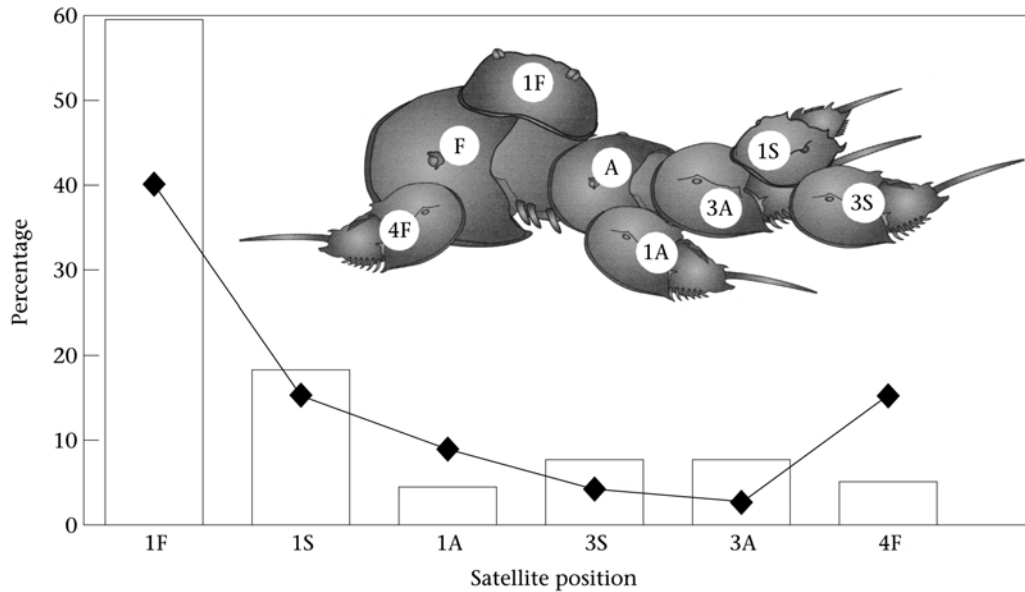 60
50
40
30
20
10
0
Percentage
1F
F
A
1S
4F
3A
3S
1A
1F 1S 1A 3S 3A 4F
Satellite position